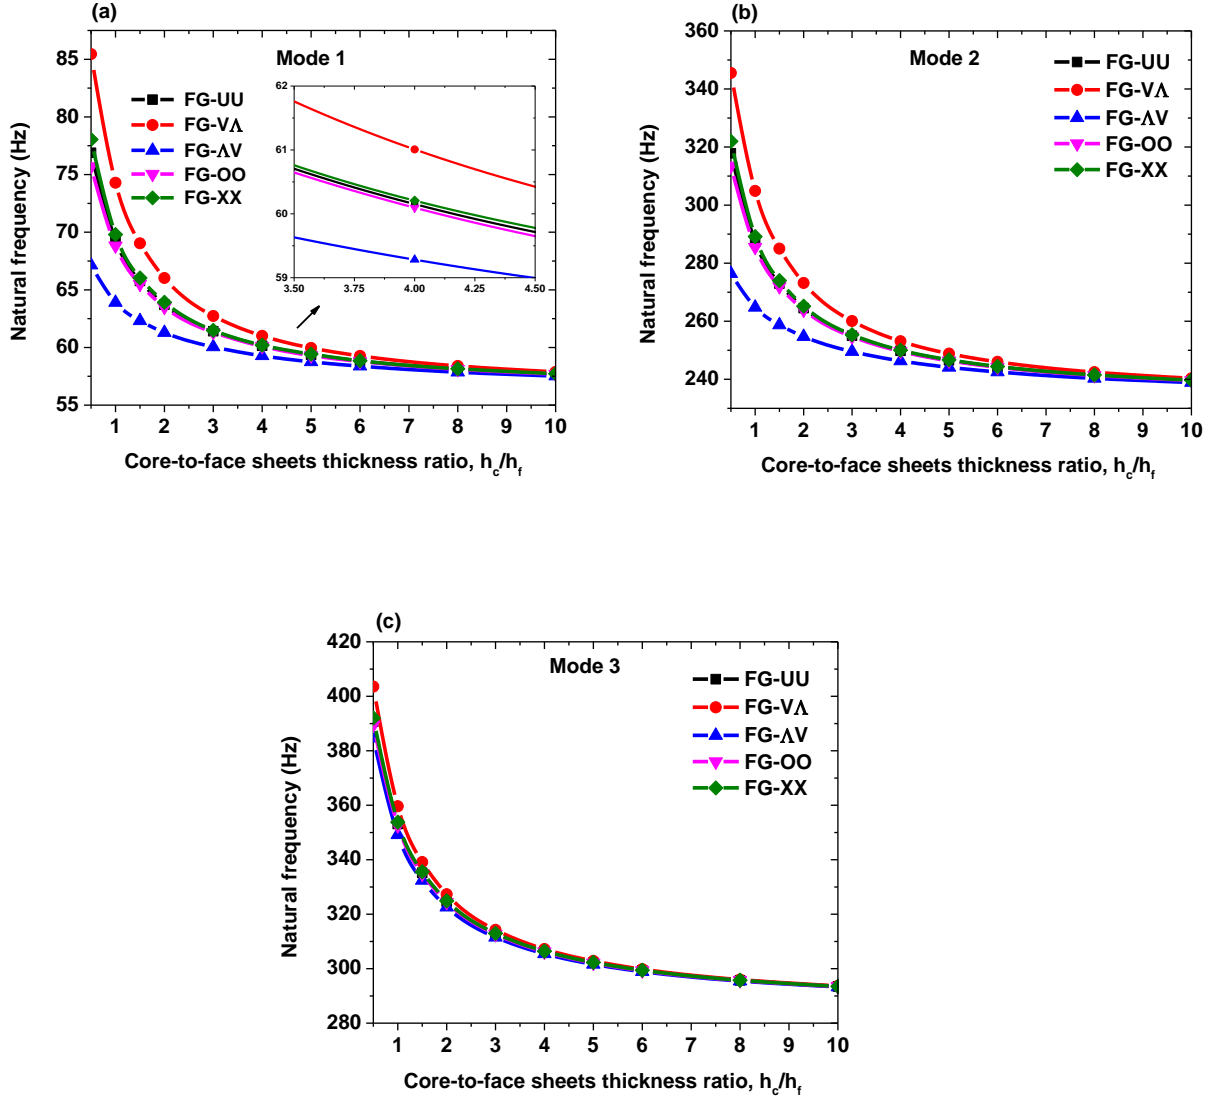 (a)
Mode 1
Natural frequency (Hz)
85
80
75
70
65
60
55
FG-UU
FG-VΛ
FG-ΛV
FG-OO
FG-XX
62
61
60
59
3.50 3.75 4.00 4.25 4.50
1 2 3 4 5 6 7 8 9 10
Core-to-face sheets thickness ratio, h_c/h_f
(b)
Mode 2
Natural frequency (Hz)
360
340
320
300
280
260
240
FG-UU
FG-VΛ
FG-ΛV
FG-OO
FG-XX
1 2 3 4 5 6 7 8 9 10
Core-to-face sheets thickness ratio, h_c/h_f
(c)
Mode 3
Natural frequency (Hz)
420
400
380
360
340
320
300
280
FG-UU
FG-VΛ
FG-ΛV
FG-OO
FG-XX
1 2 3 4 5 6 7 8 9 10
Core-to-face sheets thickness ratio, h_c/h_f